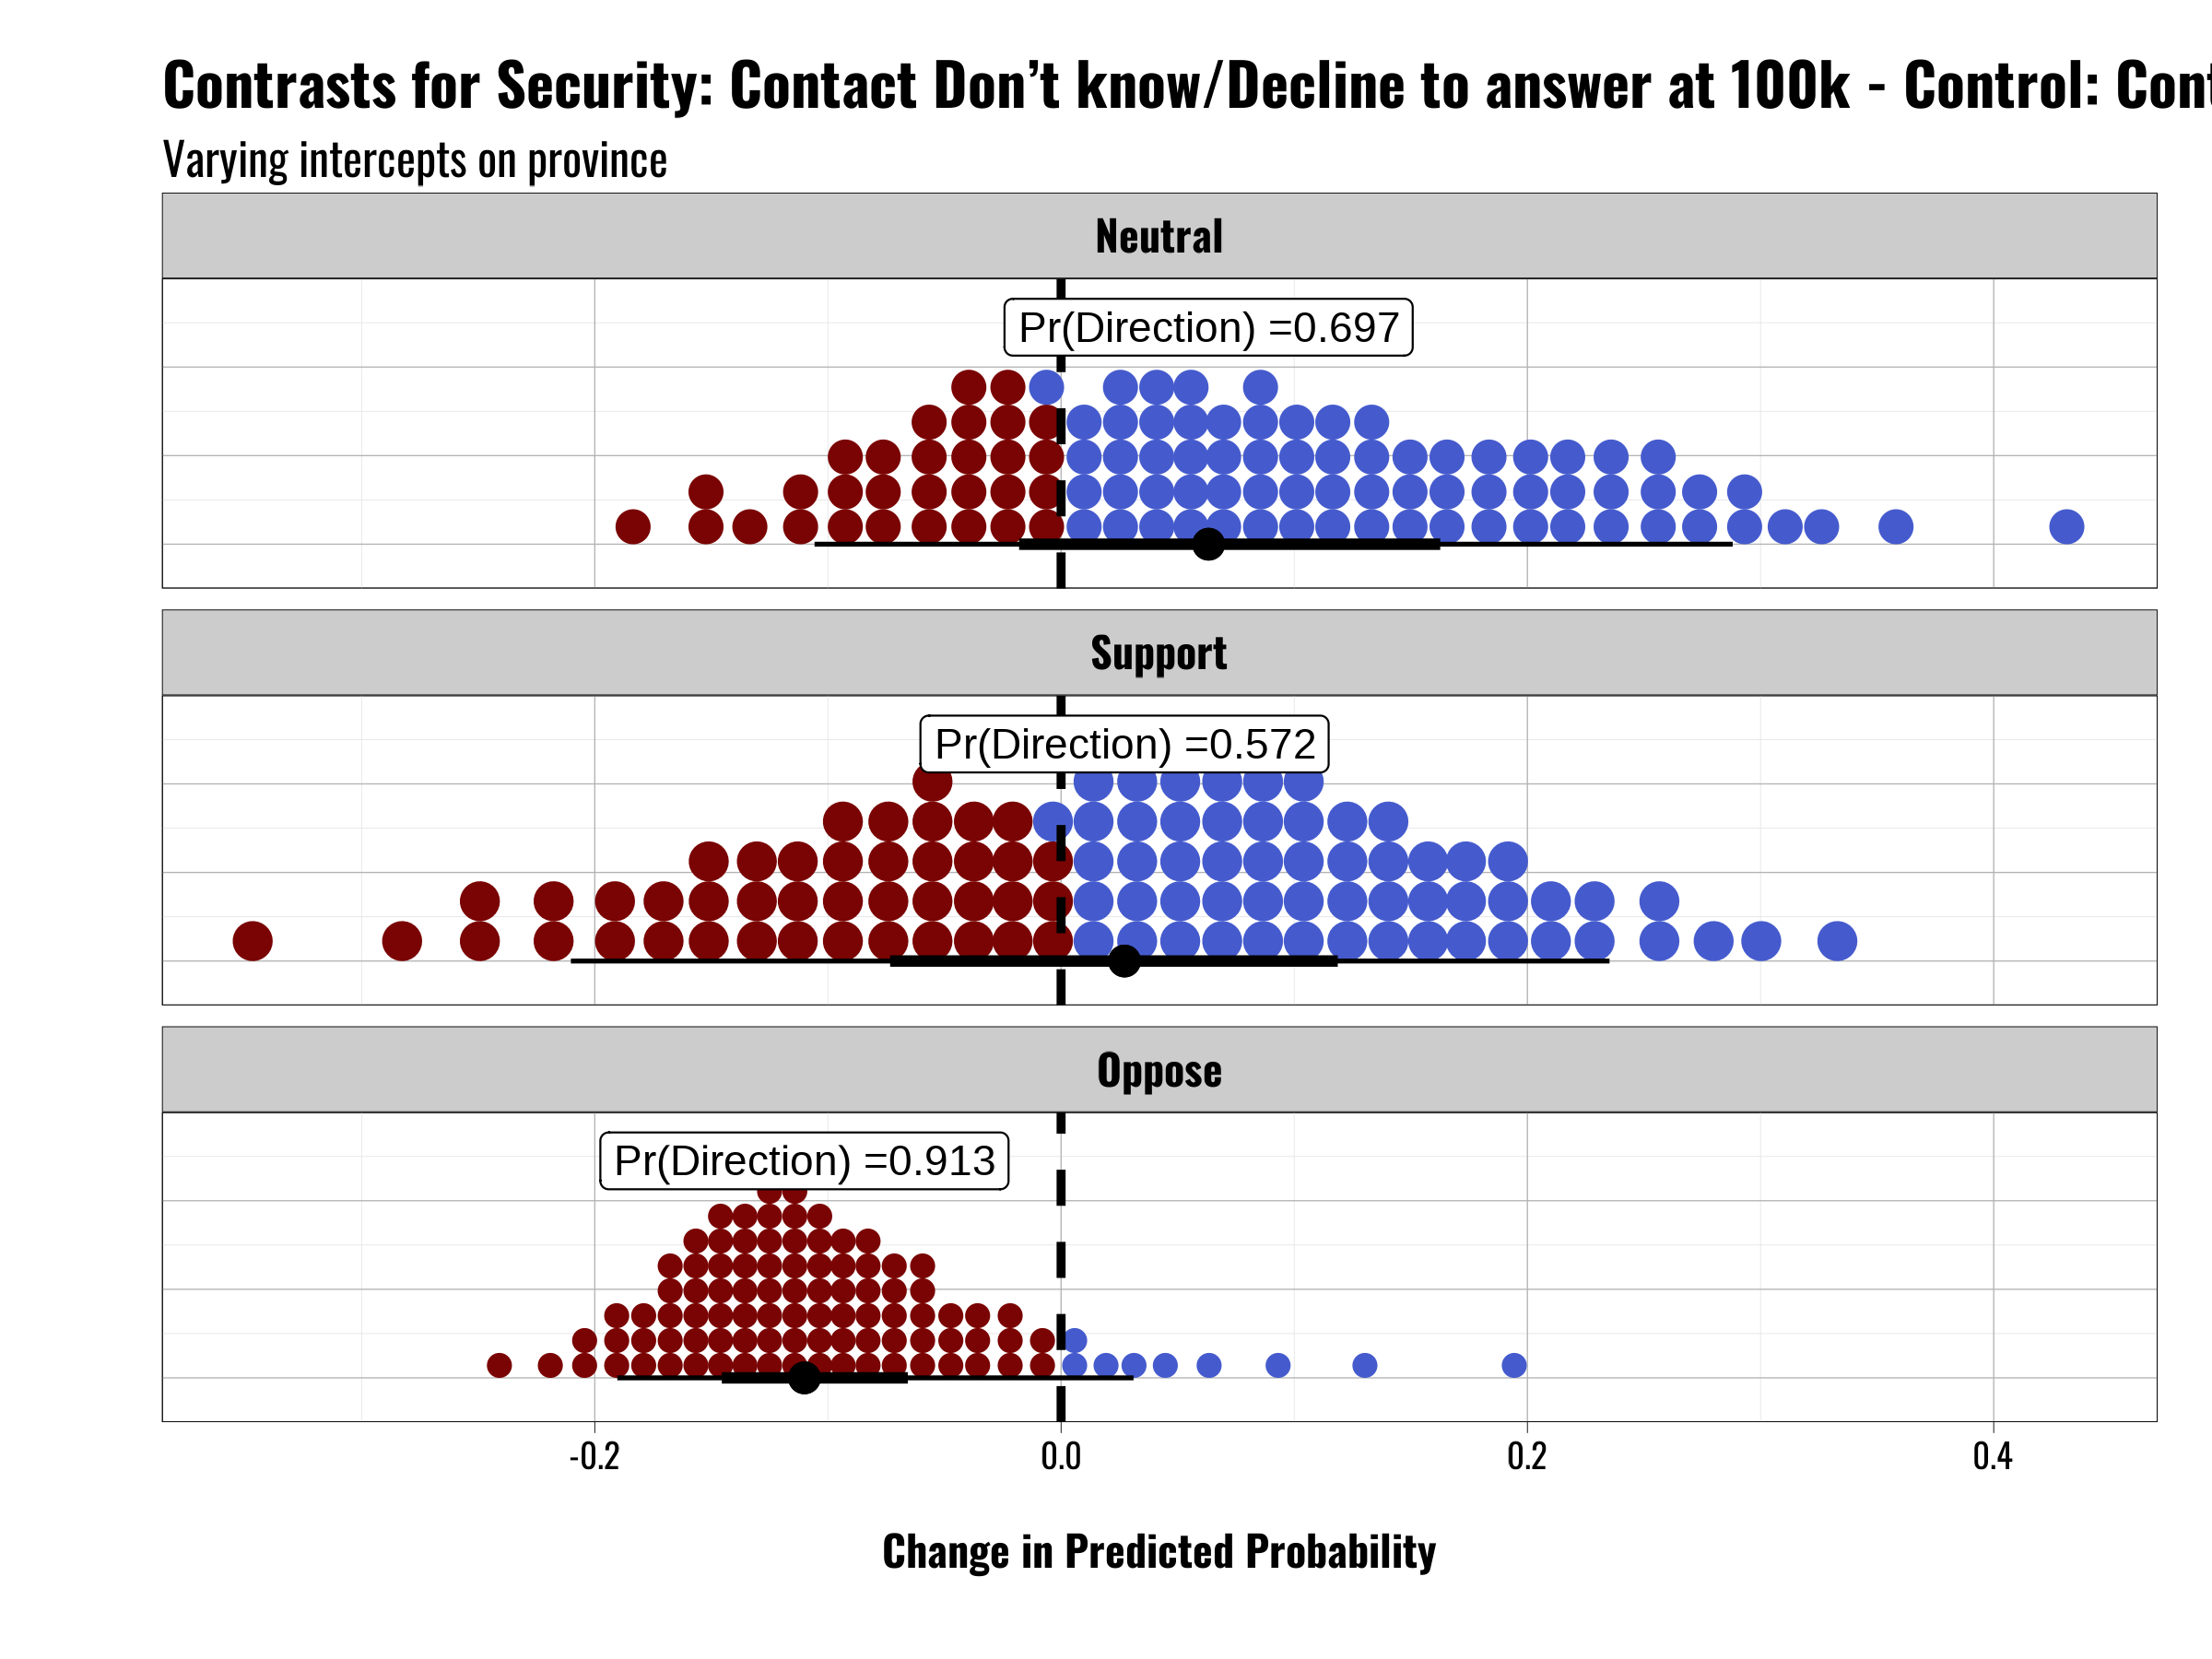 Contrasts for Security: Contact Don’t know/Decline to answer at 100k - Control:
Varying intercepts on province
Neutral
Pr(Direction) =0.697
Support
Pr(Direction) =0.572
Oppose
Pr(Direction) =0.913
-0.2 0.0 0.2 0.4
Change in Predicted Probability